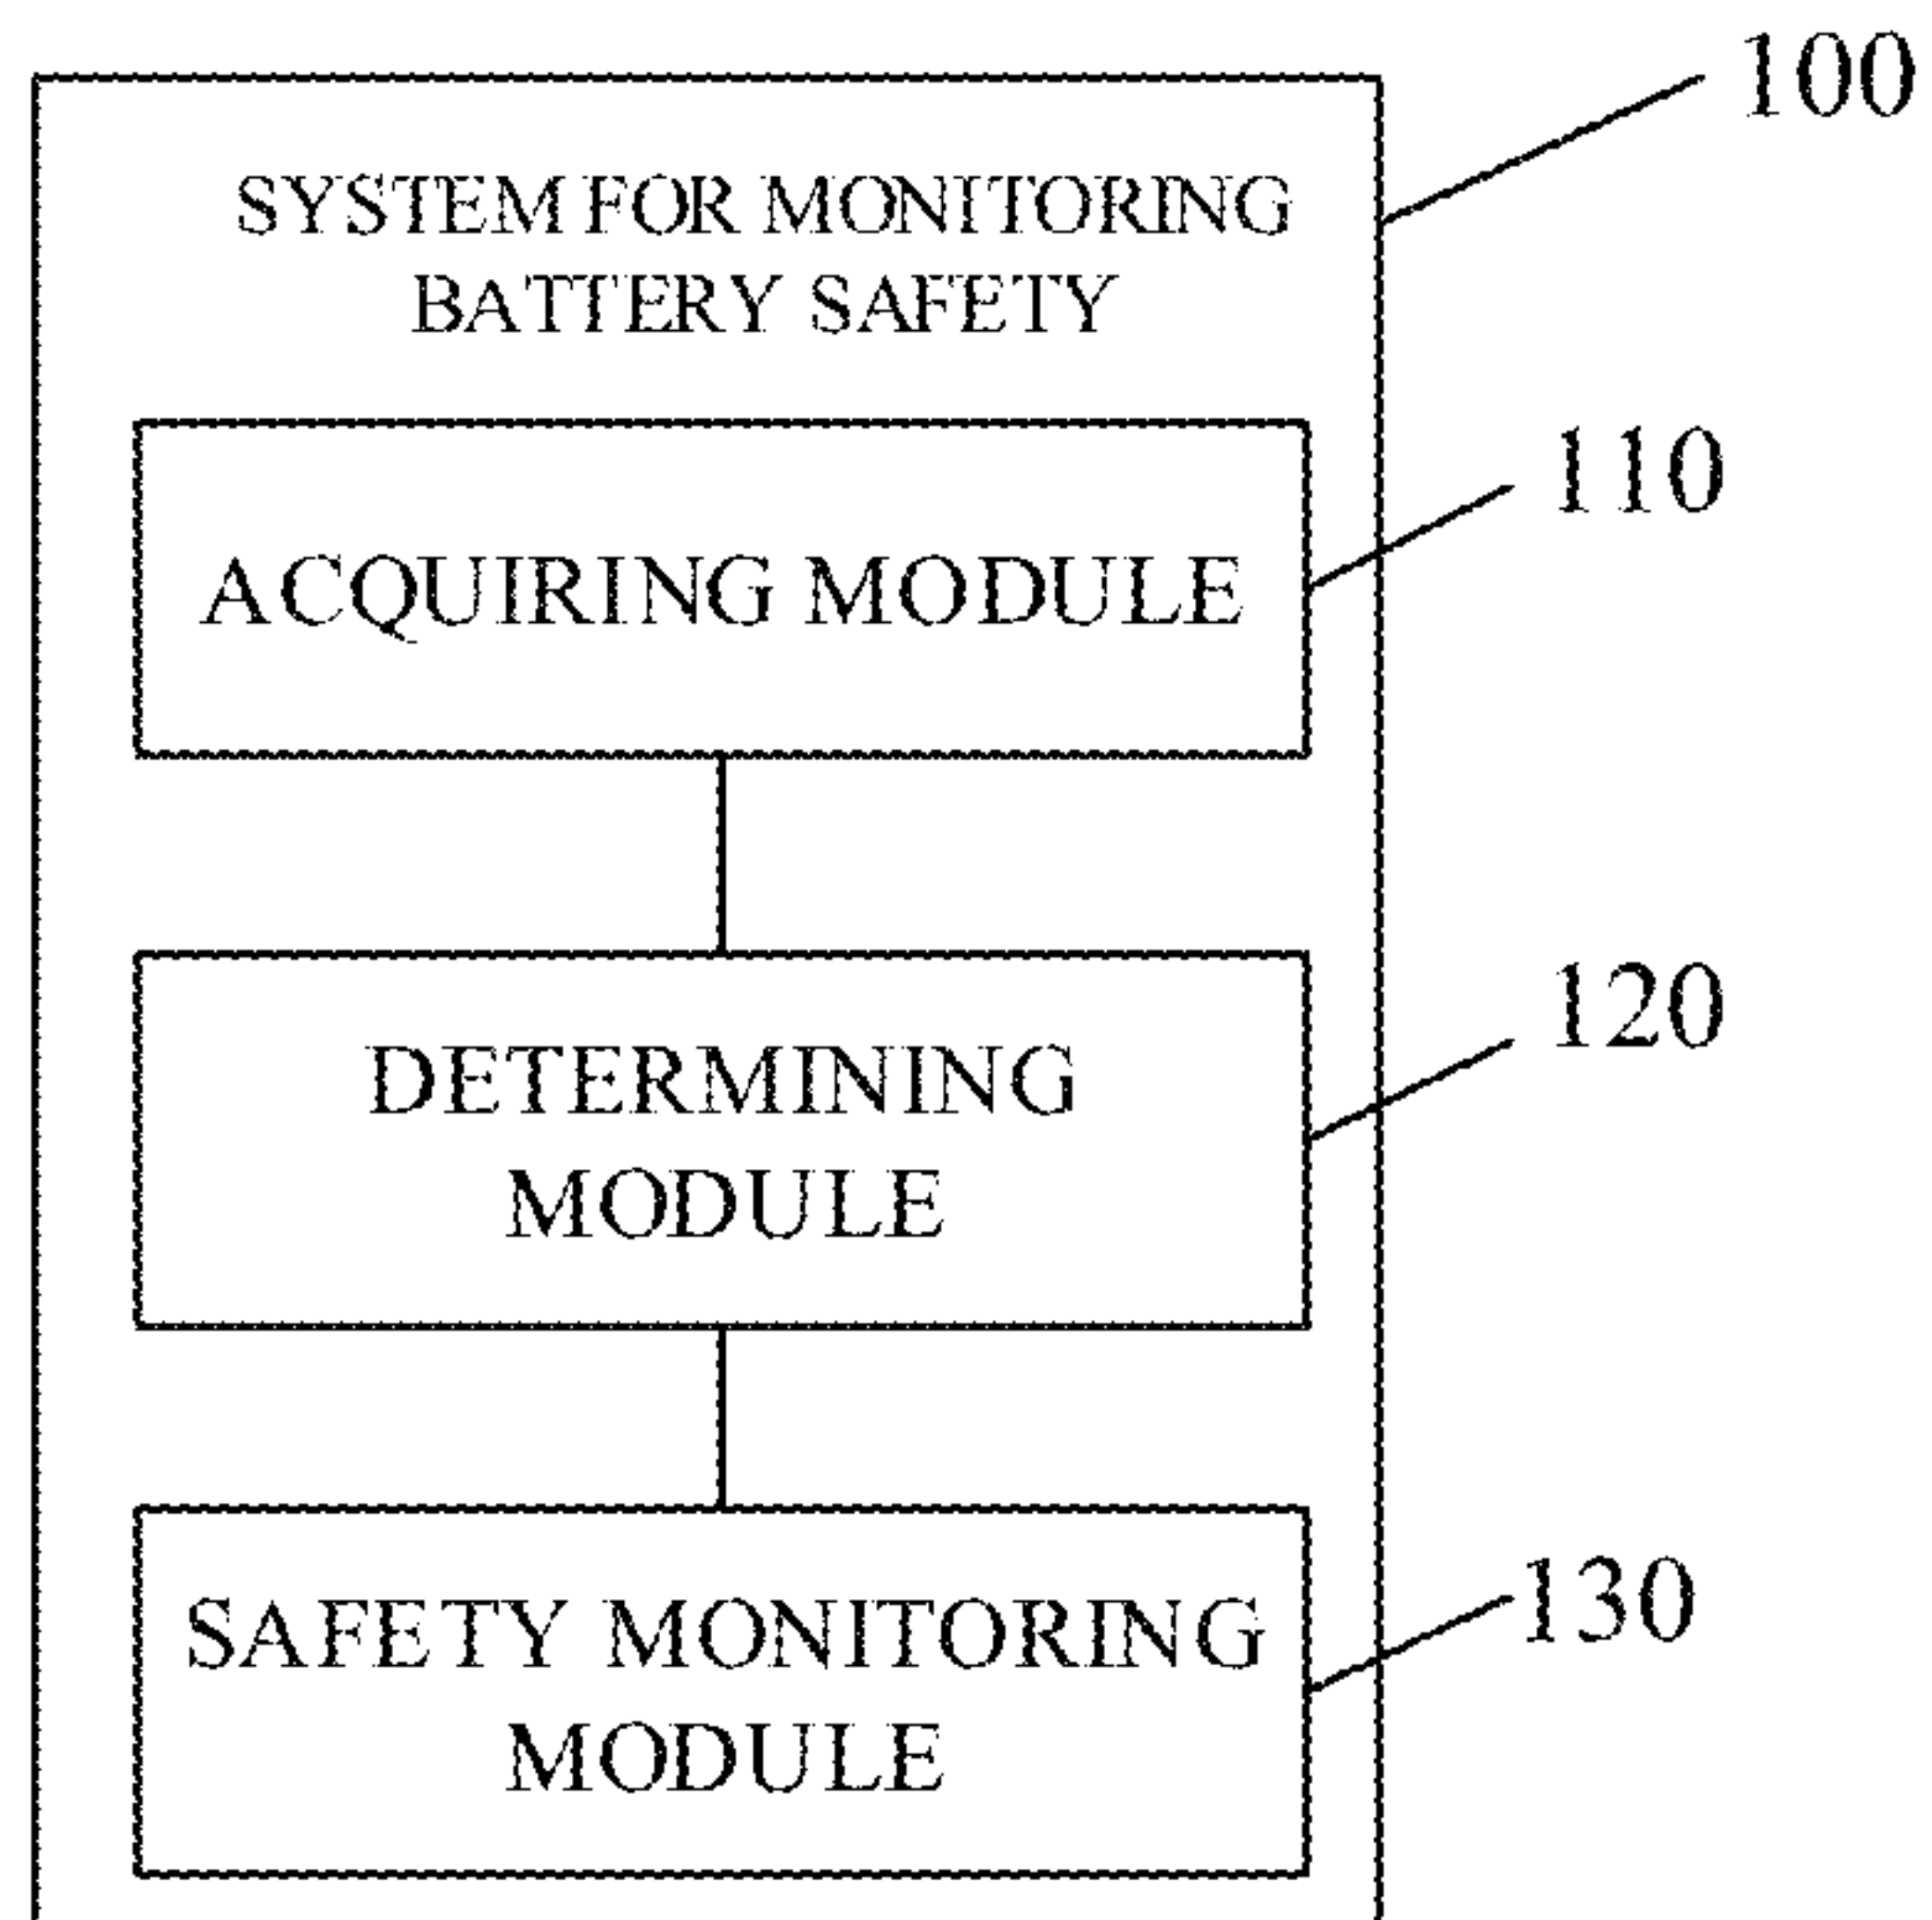 100
SYSTEM FOR MONITORING
BATTERY SAFETY
110
ACQUIRING MODULE
120
DETERMINING
MODULE
130
SAFETY MONITORING
MODULE